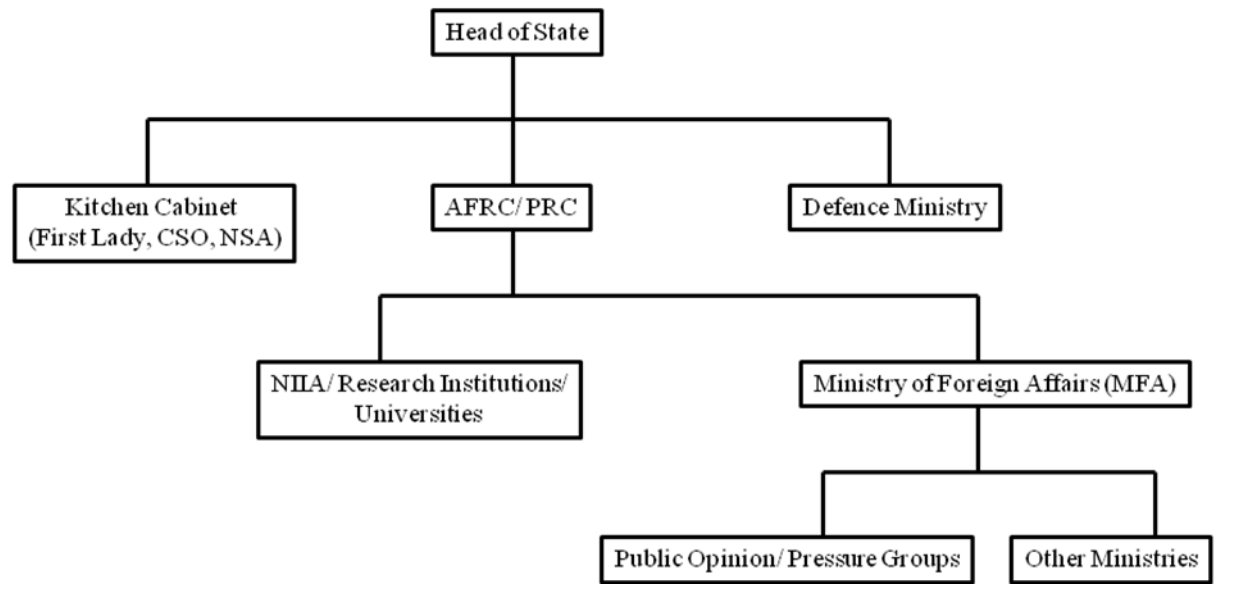 Head of State
Kitchen Cabinet
(First Lady, CSO, NSA)
AFRC/ PRC
Defence Ministry
NIIA/ Research Institutions/
Universities
Ministry of Foreign Affairs (MFA)
Public Opinion/ Pressure Groups
Other Ministries